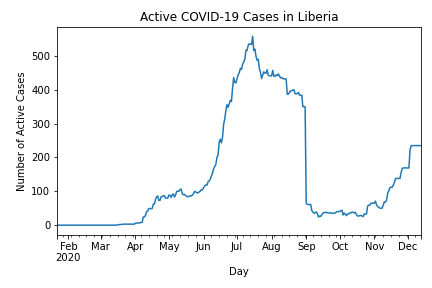 Active COVID-19 Cases in Liberia
Number of Active Cases
500
400
300
200
100
0
Feb Mar Apr May Jun Jul Aug Sep Oct Nov Dec
2020
Day